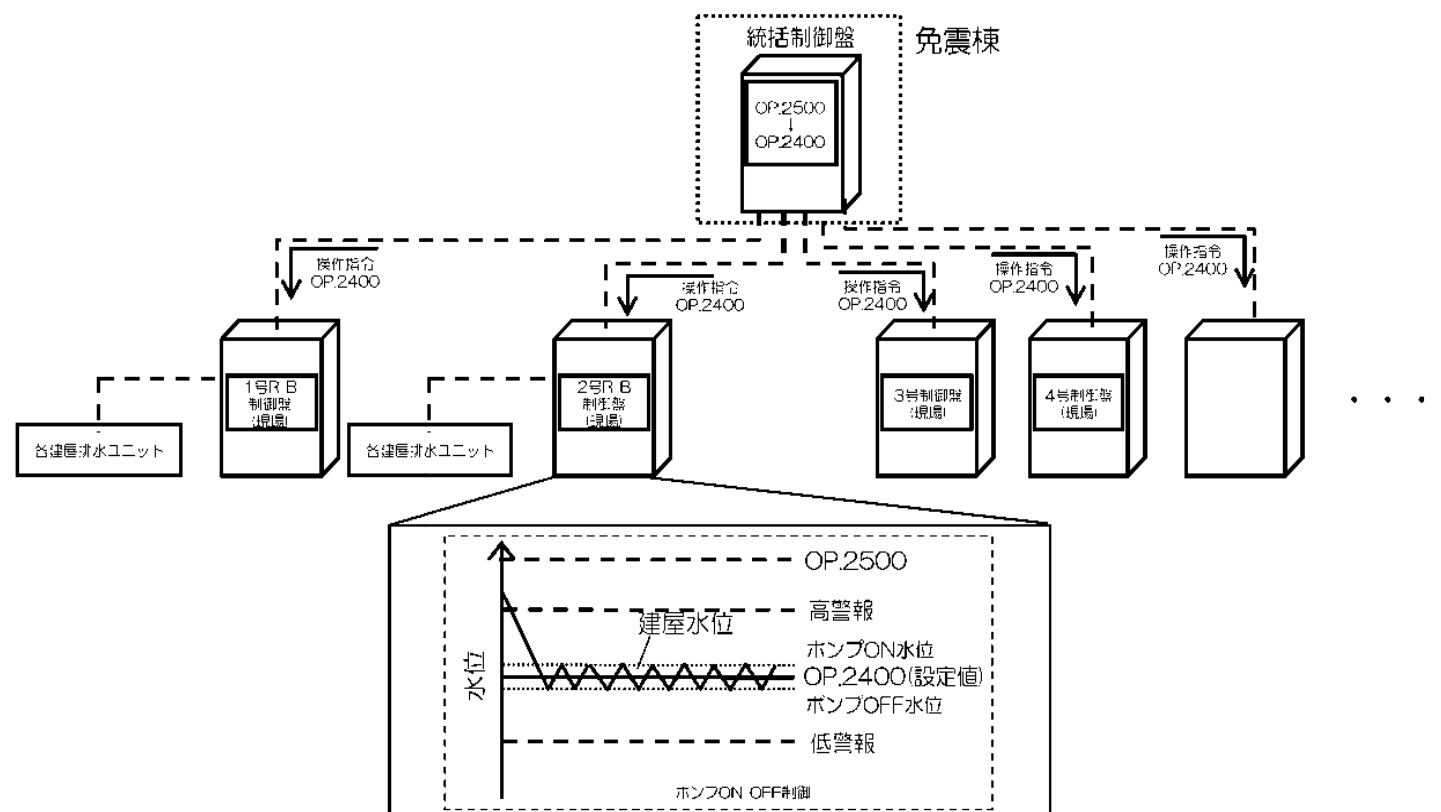 統括制御盤
免震棟
OP.2500
↓
OP.2400
操作指令
OP.2400
操作指令
OP.2400
操作指令
OP.2400
操作指令
OP.2400
操作指令
OP.2400
1号R B
制御盤
(現場)
2号R B
制御盤
(現場)
3号制御盤
(現場)
4号制御盤
(現場)
・・・
各建屋排水ユニット
各建屋排水ユニット
OP.2500
高警報
建屋水位
ポンプON水位
OP.2400(設定値)
ポンプOFF水位
水位
低警報
ポンプON OFF制御